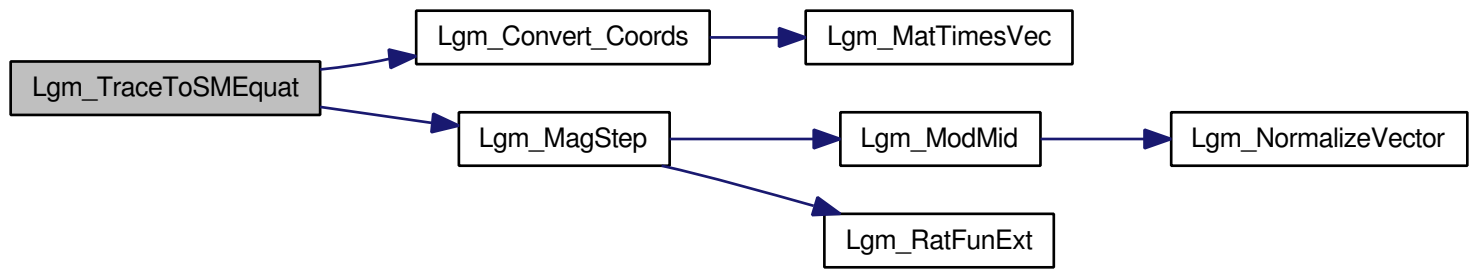 Lgm_TraceToSMEquat
Lgm_Convert_Coords
Lgm_MatTimesVec
Lgm_MagStep
Lgm_ModMid
Lgm_NormalizeVector
Lgm_RatFunExt